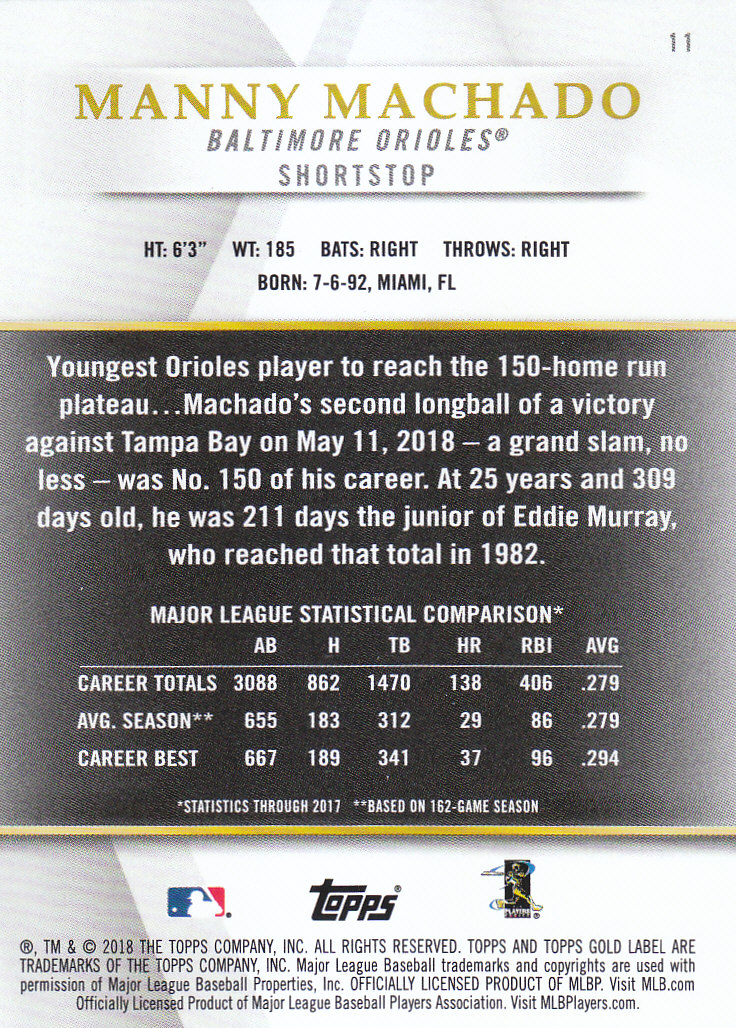 11
MANNY MACHADO
BALTIMORE ORIOLES®
SHORTSTOP
HT: 6'3" WT: 185 BATS: RIGHT THROWS: RIGHT
BORN: 7-6-92, MIAMI, FL
Youngest Orioles player to reach the 150-home run
plateau...Machado's second longball of a victory
against Tampa Bay on May 11, 2018 – a grand slam, no
less – was No. 150 of his career. At 25 years and 309
days old, he was 211 days the junior of Eddie Murray,
who reached that total in 1982.
MAJOR LEAGUE STATISTICAL COMPARISON*
AB H TB HR RBI AVG
CAREER TOTALS 3088 862 1470 138 406 .279
AVG. SEASON** 655 183 312 29 86 .279
CAREER BEST 667 189 341 37 96 .294
*STATISTICS THROUGH 2017 **BASED ON 162-GAME SEASON
topps® PLAYERS
®, TM & © 2018 THE TOPPS COMPANY, INC. ALL RIGHTS RESERVED. TOPPS AND TOPPS GOLD LABEL ARE
TRADEMARKS OF THE TOPPS COMPANY, INC. Major League Baseball trademarks and copyrights are used with
permission of Major League Baseball Properties, Inc. OFFICIALLY LICENSED PRODUCT OF MLBP. Visit MLB.com
Officially Licensed Product of Major League Baseball Players Association. Visit MLBPlayers.com.